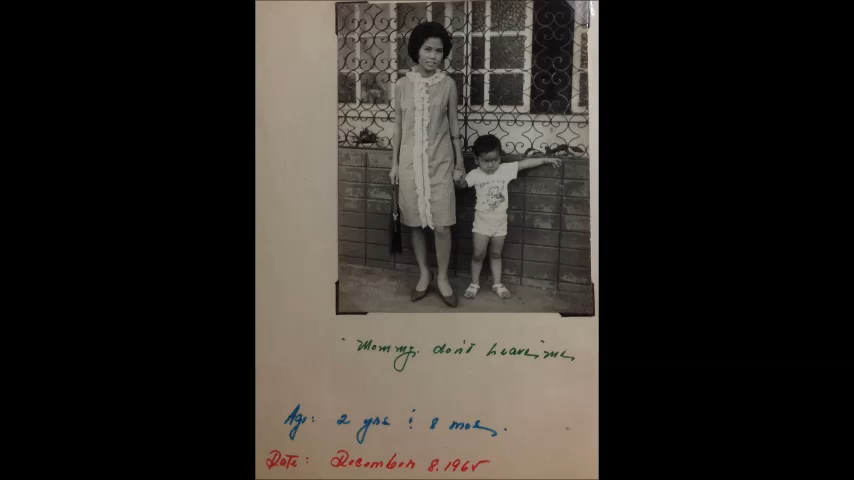 "Mommy, don't leave me,
Age: 2 yrs & 8 mos.
Date: December 8, 1965